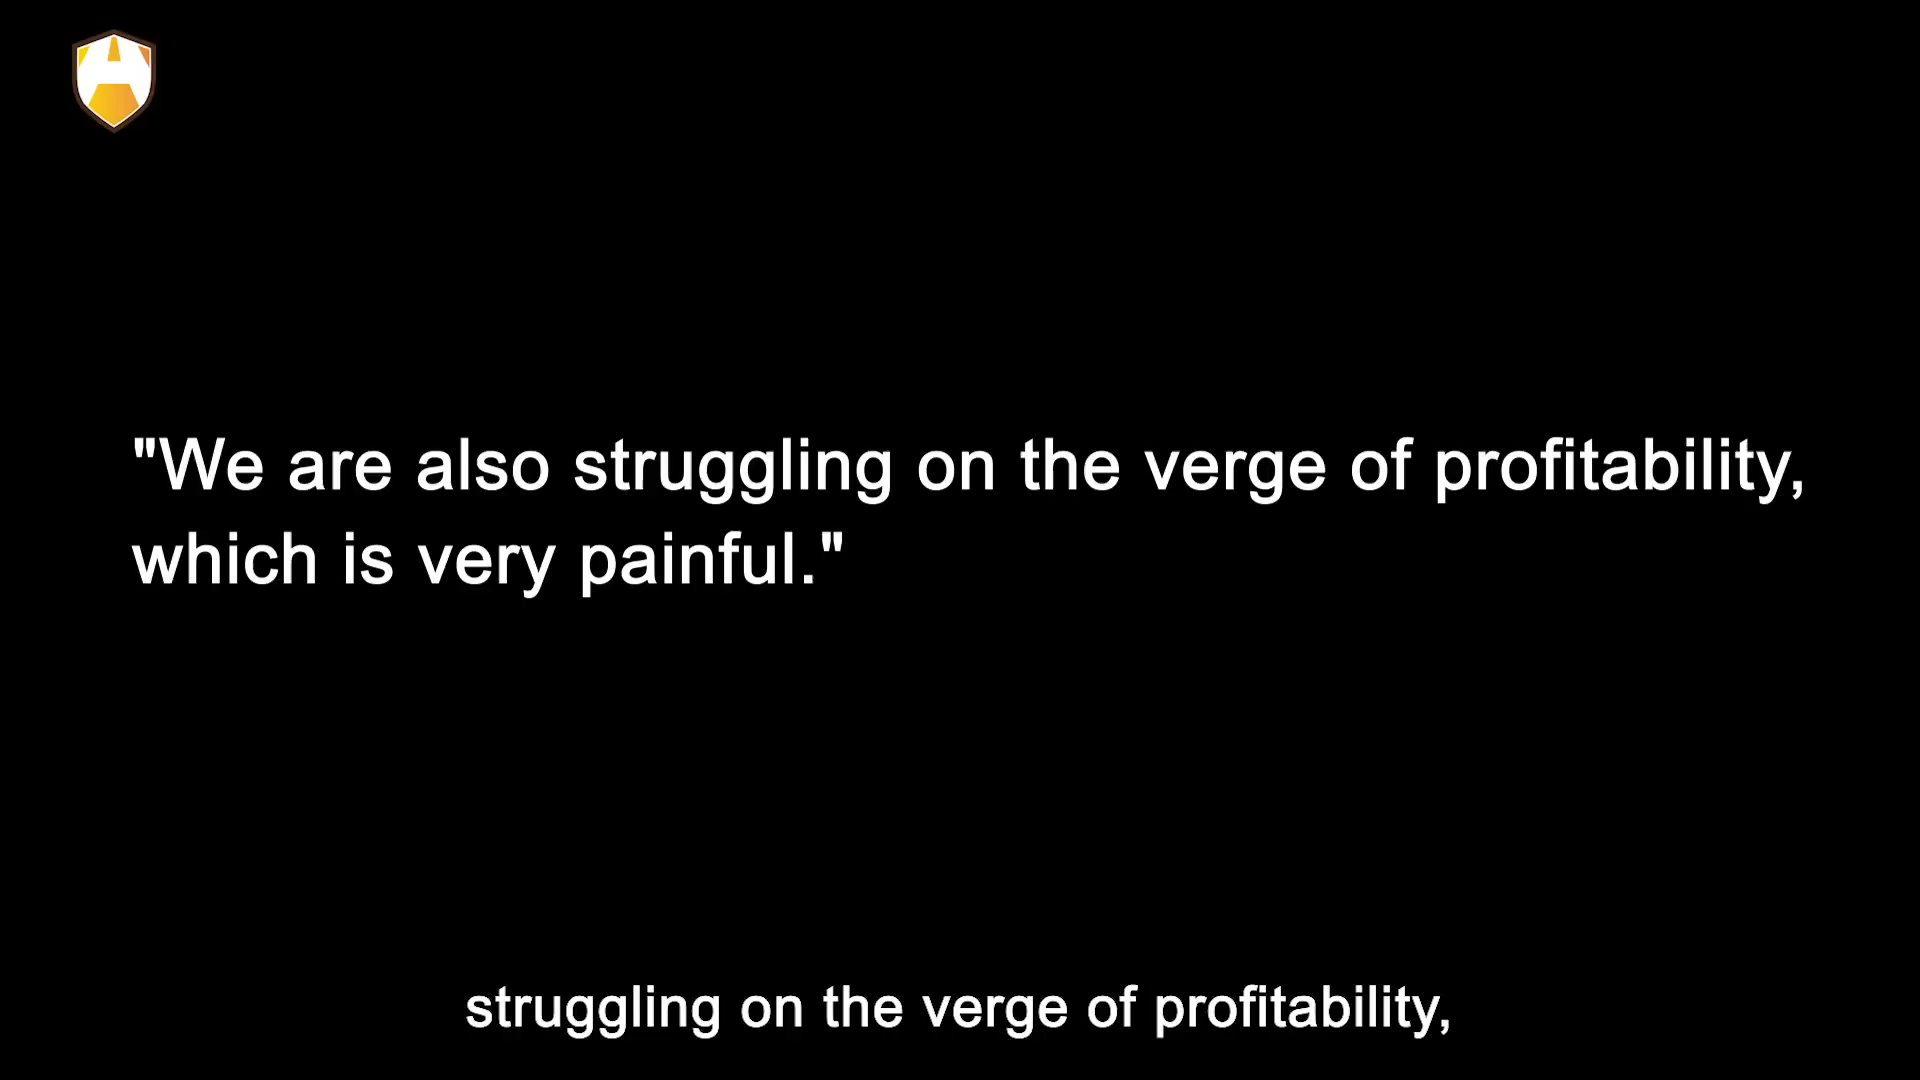 "We are also struggling on the verge of profitability,
which is very painful."
struggling on the verge of profitability,